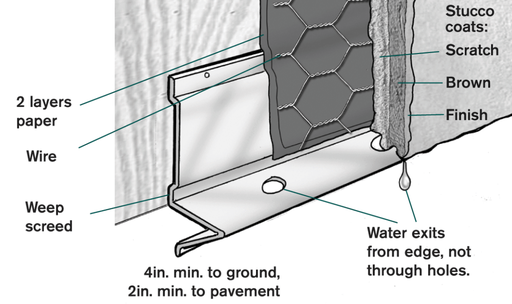 Stucco
coats:
Scratch
Brown
Finish
2 layers
paper
Wire
Weep
screed
Water exits
from edge, not
through holes.
4in. min. to ground,
2in. min. to pavement